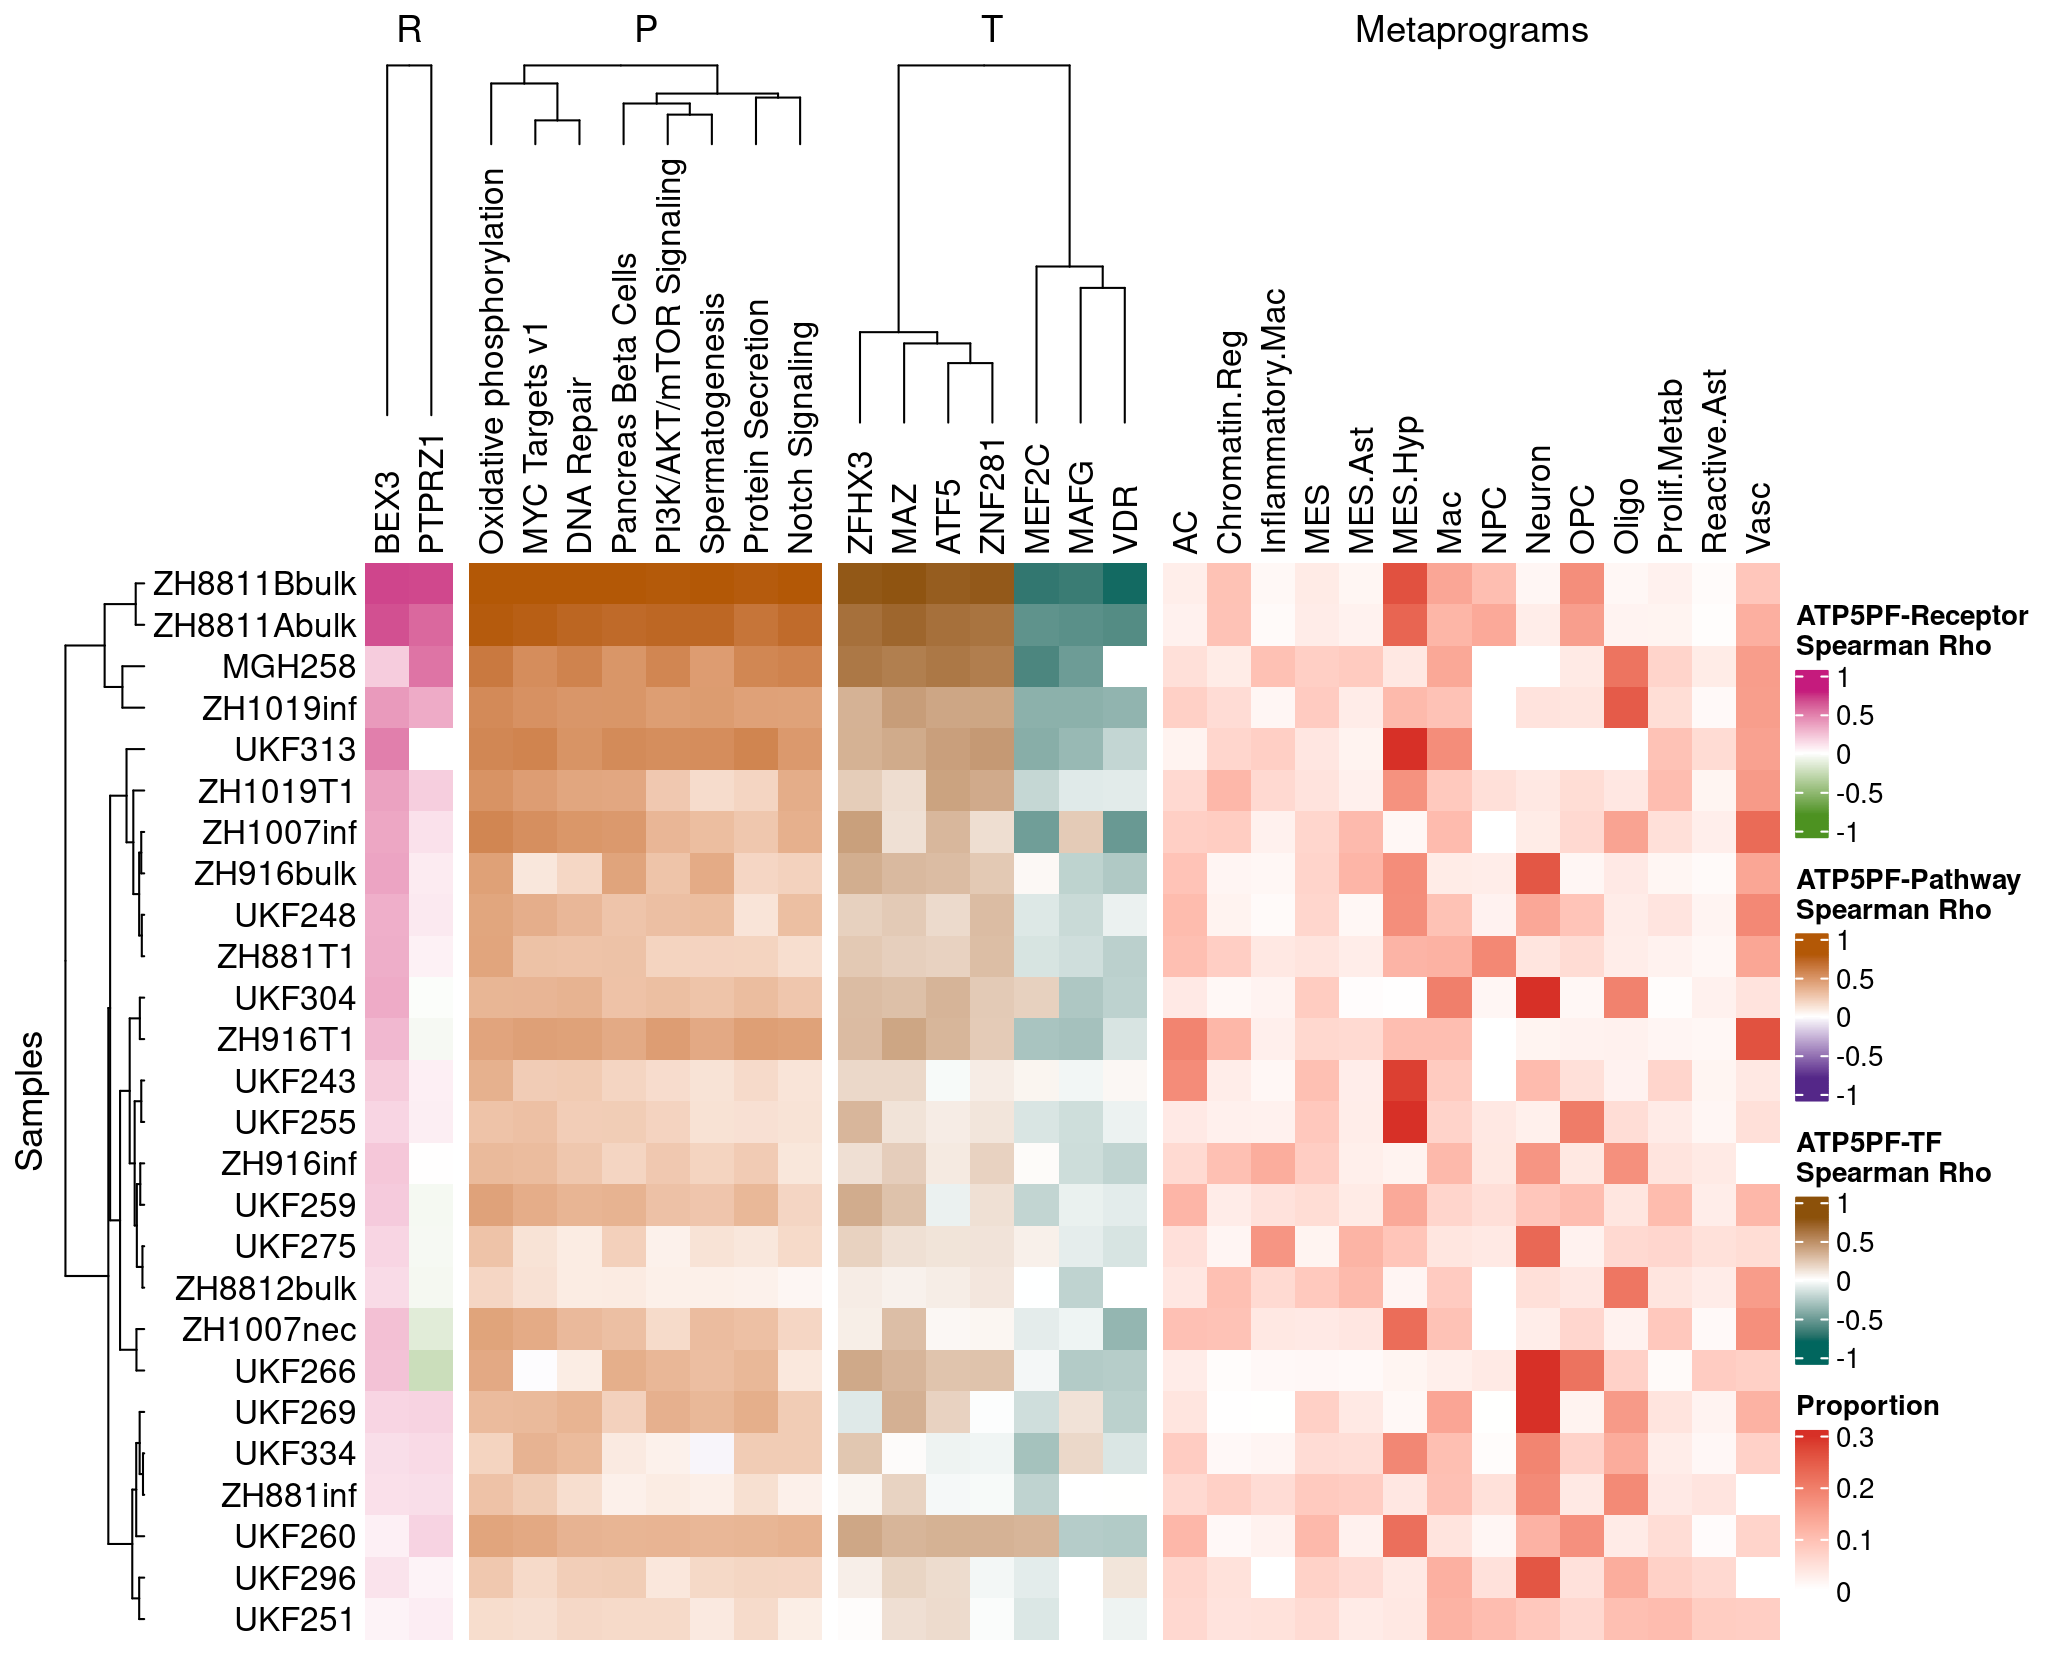 R
P
T
Metaprograms
BEX3
PTPRZ1
Oxidative phosphorylation
MYC Targets v1
DNA Repair
Pancreas Beta Cells
PI3K/AKT/mTOR Signaling
Spermatogenesis
Protein Secretion
Notch Signaling
ZFHX3
MAZ
ATF5
ZNF281
MEF2C
MAFG
VDR
AC
Chromatin.Reg
Inflammatory.Mac
MES
MES.Ast
MES.Hyp
Mac
NPC
Neuron
OPC
Oligo
Prolif.Metab
Reactive.Ast
Vasc
Samples
ZH8811Bbulk
ZH8811Abulk
MGH258
ZH1019inf
UKF313
ZH1019T1
ZH1007inf
ZH916bulk
UKF248
ZH881T1
UKF304
ZH916T1
UKF243
UKF255
ZH916inf
UKF259
UKF275
ZH8812bulk
ZH1007nec
UKF266
UKF269
UKF334
ZH881inf
UKF260
UKF296
UKF251
ATP5PF-Receptor
Spearman Rho
1
0.5
0
-0.5
-1
ATP5PF-Pathway
Spearman Rho
1
0.5
0
-0.5
-1
ATP5PF-TF
Spearman Rho
1
0.5
0
-0.5
-1
Proportion
0.3
0.2
0.1
0